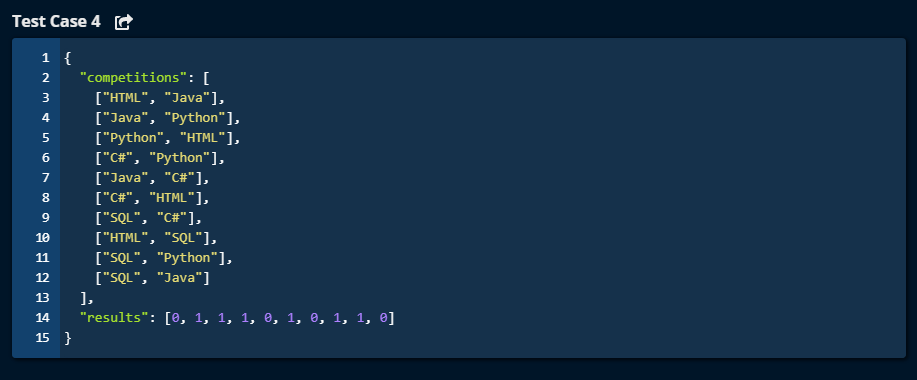 Test Case 4
1 {
2   "competitions": [
3     ["HTML", "Java"],
4     ["Java", "Python"],
5     ["Python", "HTML"],
6     ["C#", "Python"],
7     ["Java", "C#"],
8     ["C#", "HTML"],
9     ["SQL", "C#"],
10     ["HTML", "SQL"],
11     ["SQL", "Python"],
12     ["SQL", "Java"]
13   ],
14   "results": [0, 1, 1, 1, 0, 1, 0, 1, 1, 0]
15 }